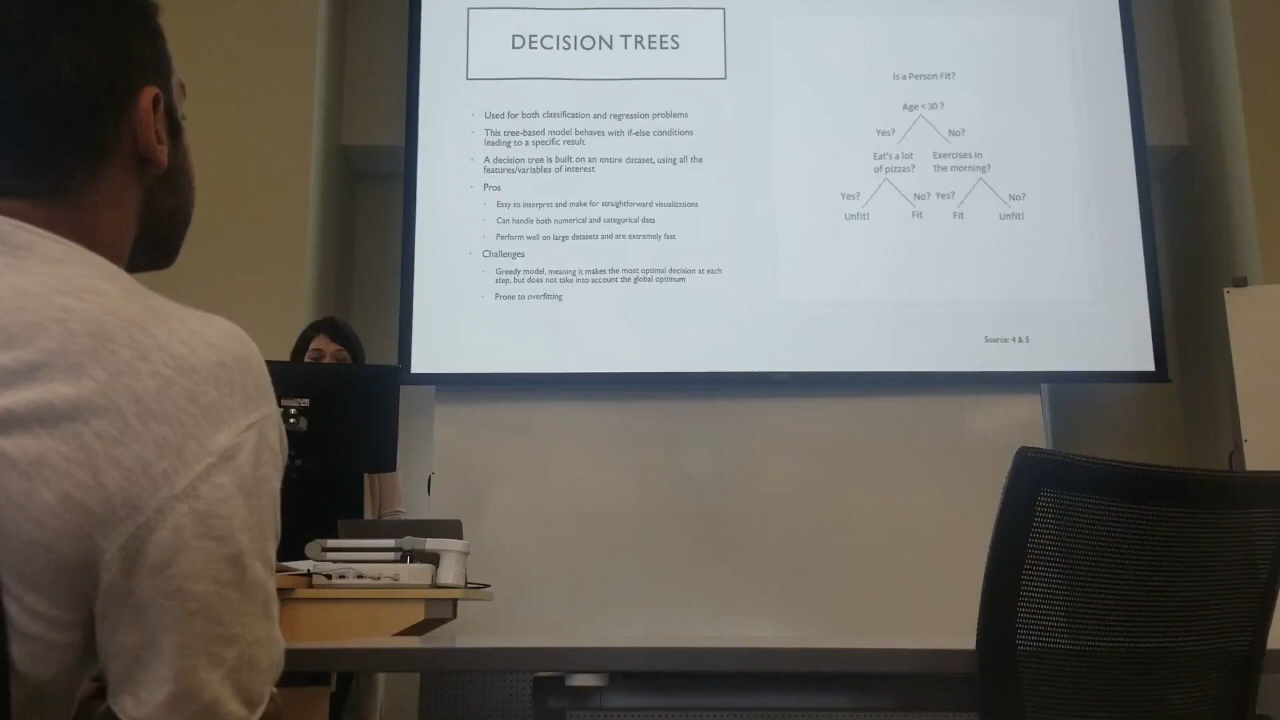 DECISION TREES
Used for both classification and regression problems
This tree-based model behaves with if-else conditions
leading to a specific result
A decision tree is built on an entire dataset, using all the
features/variables of interest
Pros
Easy to interpret and make for straightforward visualizations
Can handle both numerical and categorical data
Perform well on large datasets and are extremely fast
Challenges
Greedy model, meaning it makes the most optimal decision at each
step, but does not take into account the global optimum
Prone to overfitting
Is a Person Fit?
Age < 30 ?
Yes? No?
Eat's a lot
of pizzas?
Exercises in
the morning?
Yes? No? Yes? No?
Unfit! Fit Fit Unfit!
Source: 4 & 5